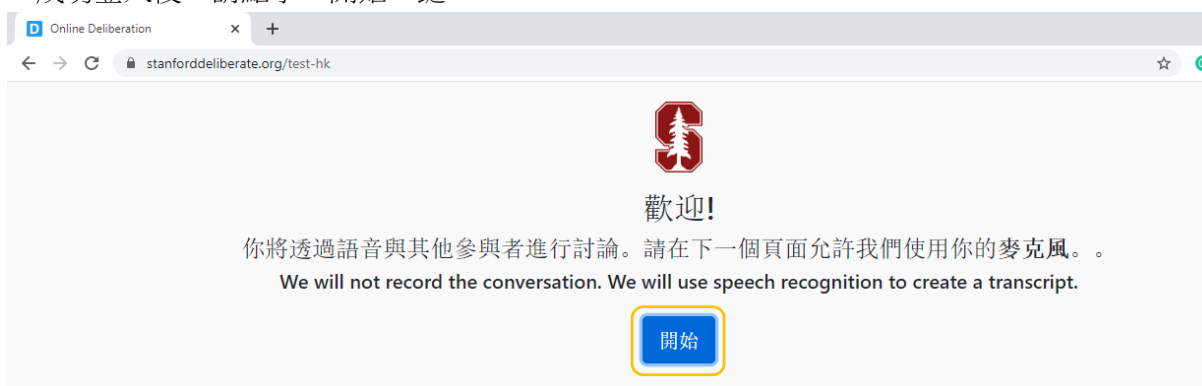 Online Deliberation
stanforddeliberate.org/test-hk
歡迎!
你將透過語音與其他參與者進行討論。請在下一個頁面允許我們使用你的麥克風。。
We will not record the conversation. We will use speech recognition to create a transcript.
開始